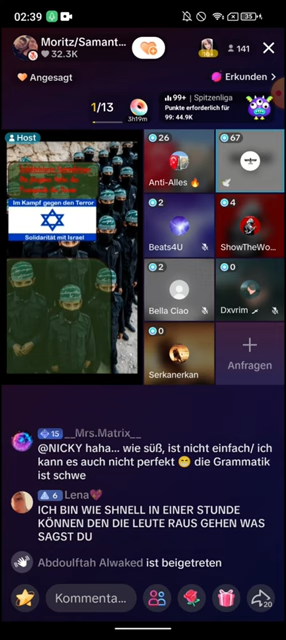 02:39
35
Moritz/Samant...
32.3K
141
Angesagt
Erkunden >
1/13
3h19m
99+ | Spitzenliga
Punkte erforderlich für
99: 44.9K
Host
Im Kampf gegen den Terror
Solidarität mit Israel
26
Anti-Alles 🔥
67
2
Beats4U
4
ShowTheWo...
2
Bella Ciao
0
Dxvrim
0
Serkanerkan
+
Anfragen
15 __Mrs.Matrix__
@NICKY haha... wie süß, ist nicht einfach/ ich
kann es auch nicht perfekt 😁 die Grammatik
ist schwe
6 Lena💗
ICH BIN WIE SCHNELL IN EINER STUNDE
KÖNNEN DEN DIE LEUTE RAUS GEHEN WAS
SAGST DU
Abdoulftah Alwaked ist beigetreten
Kommenta...
20